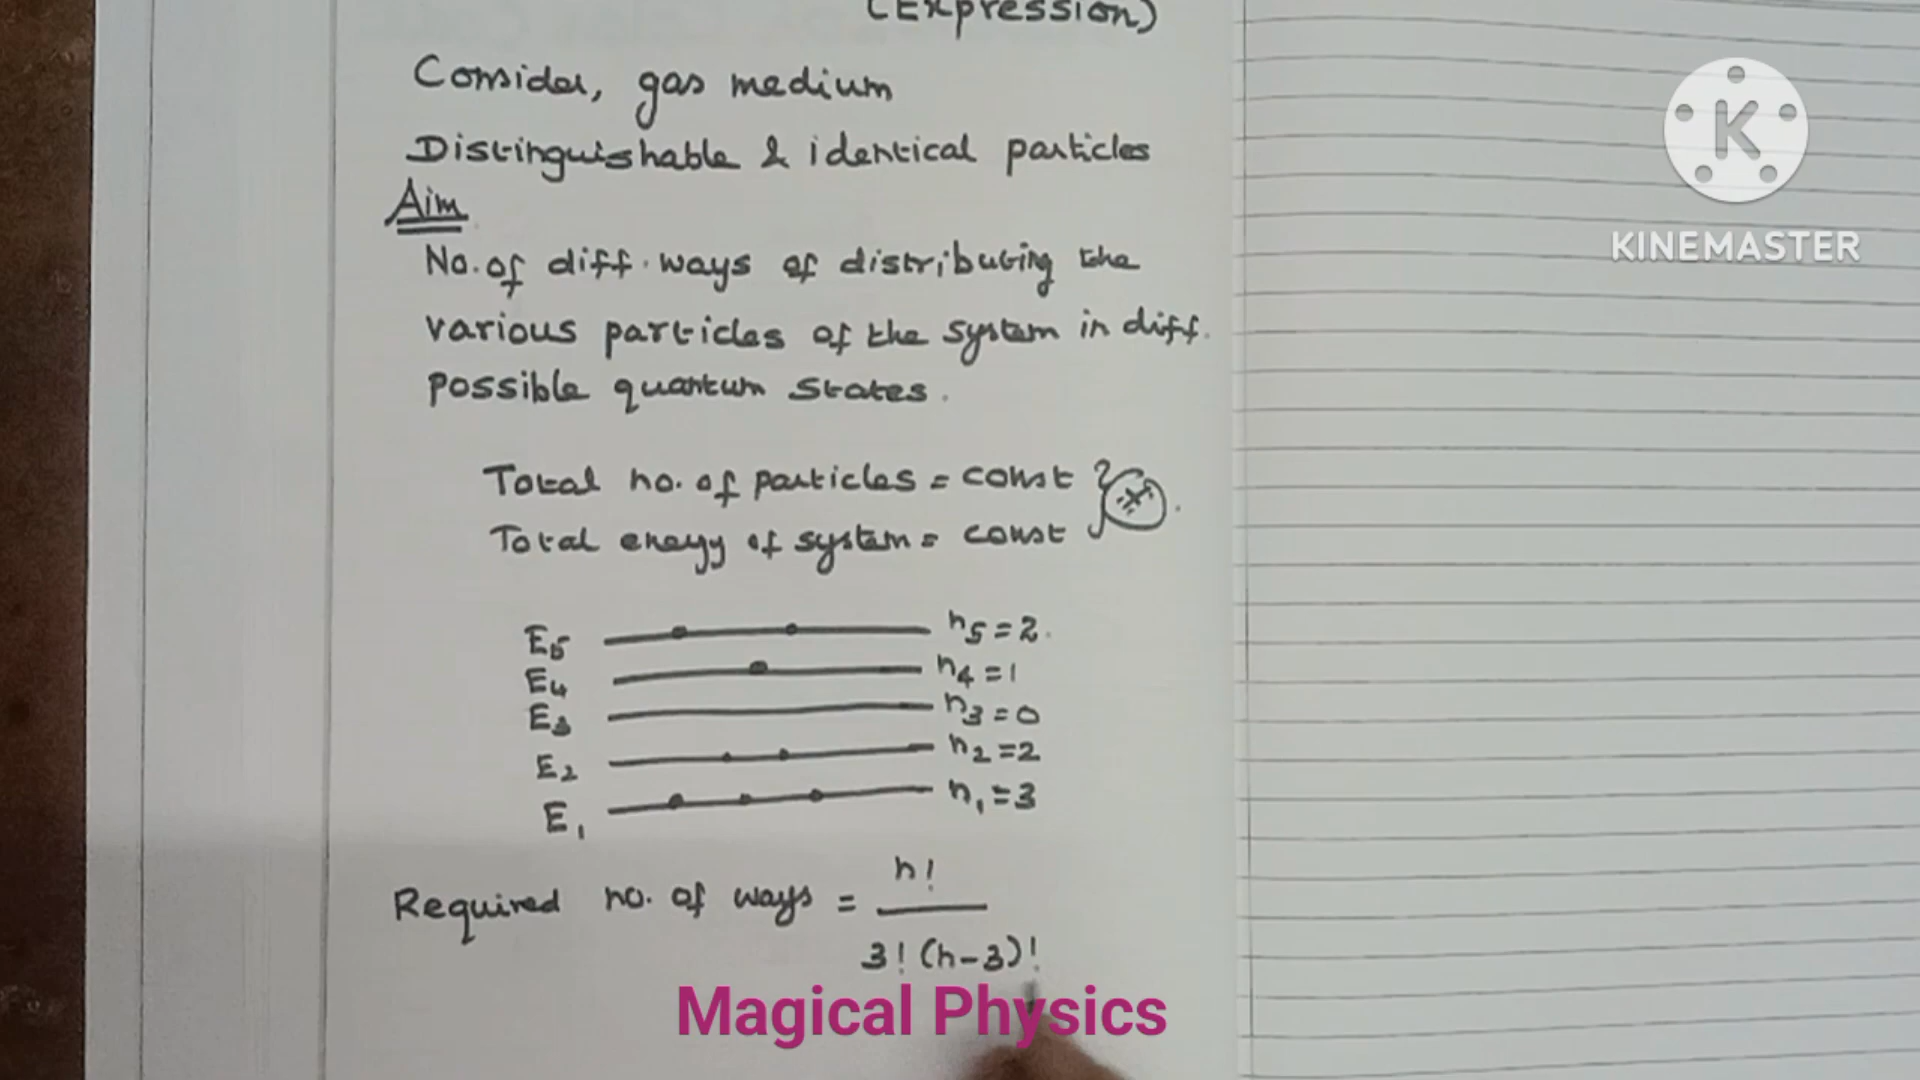 (Expression)
Consider, gas medium
Distinguishable & identical particles
Aim
No. of diff. ways of distributing the
various particles of the system in diff.
possible quantum states.
Total no. of particles = const
Total energy of system = const
E5 n5 = 2.
E4 n4 = 1
E3 n3 = 0
E2 n2 = 2
E1 n1 = 3
Required no. of ways = n! / 3! (n-3)!
Magical Physics
K
KINEMASTER